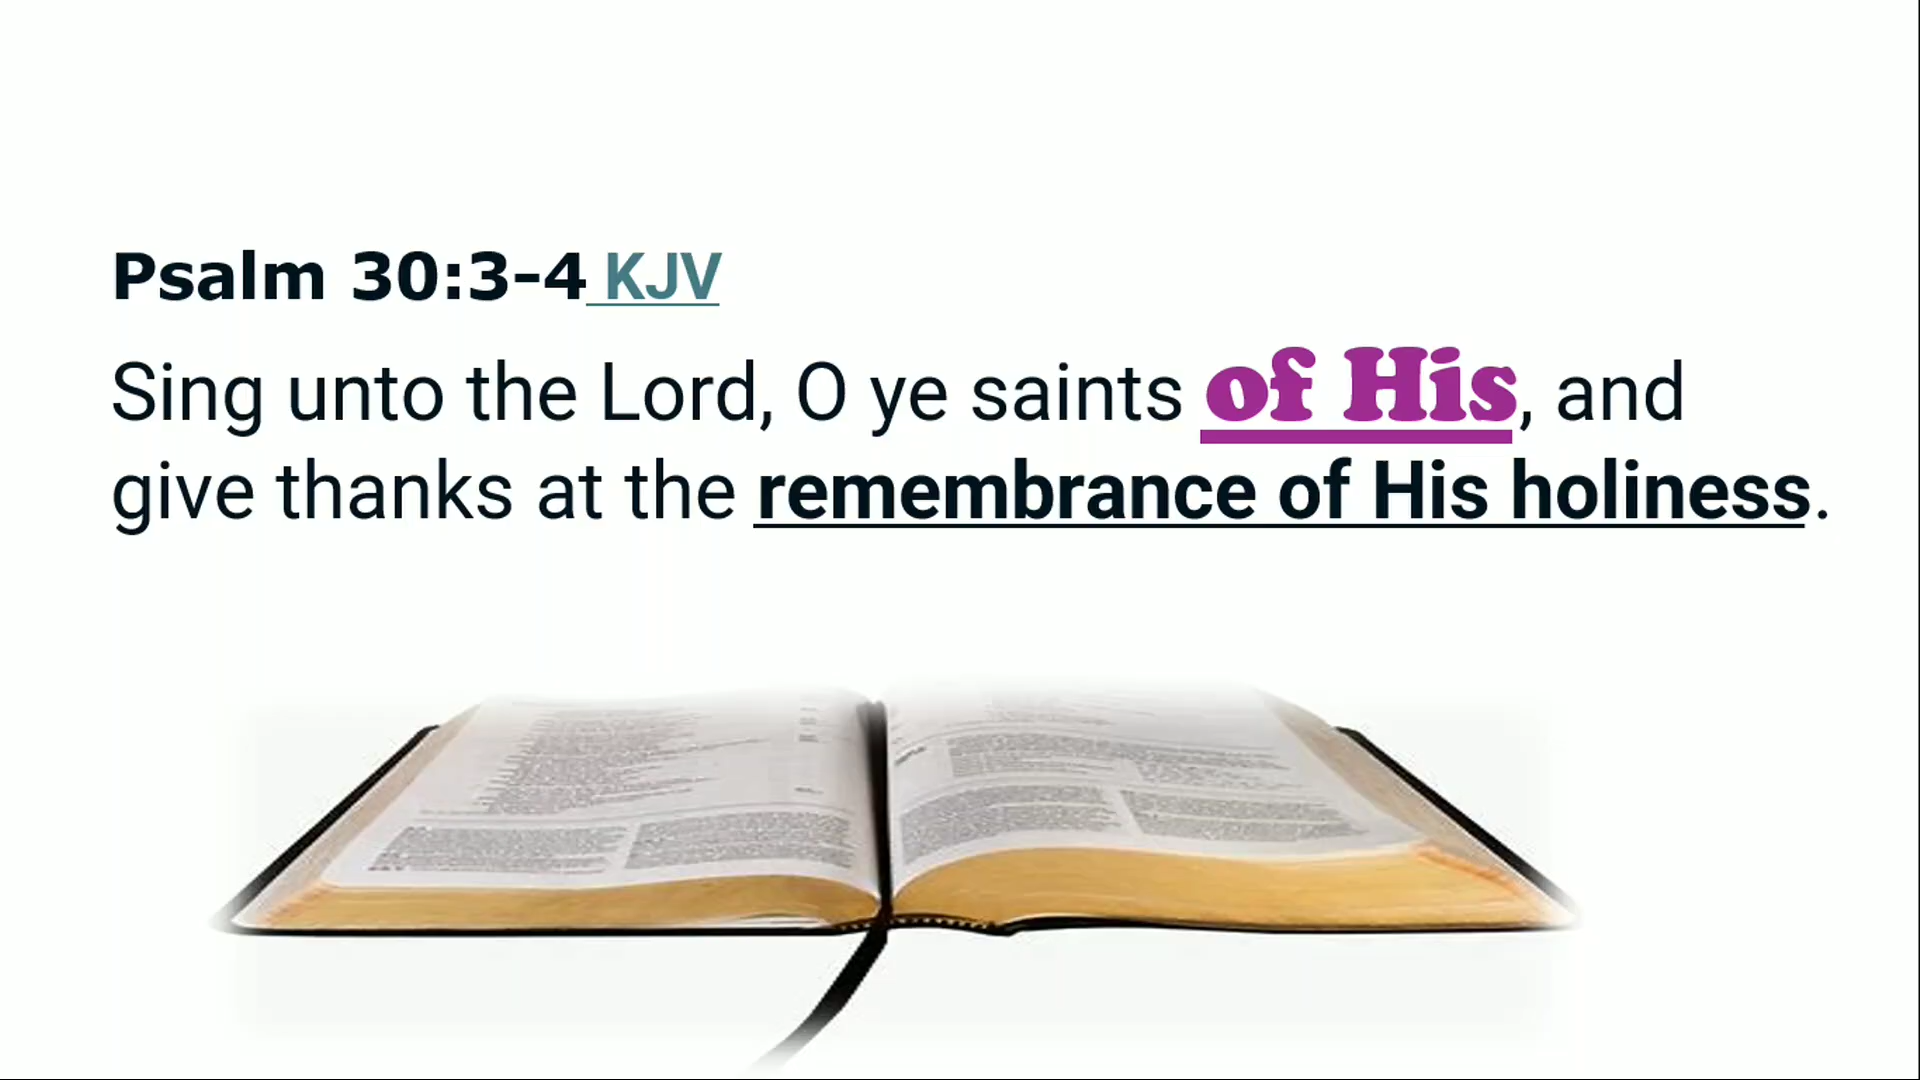 Psalm 30:3-4 KJV
Sing unto the Lord, O ye saints of His, and
give thanks at the remembrance of His holiness.